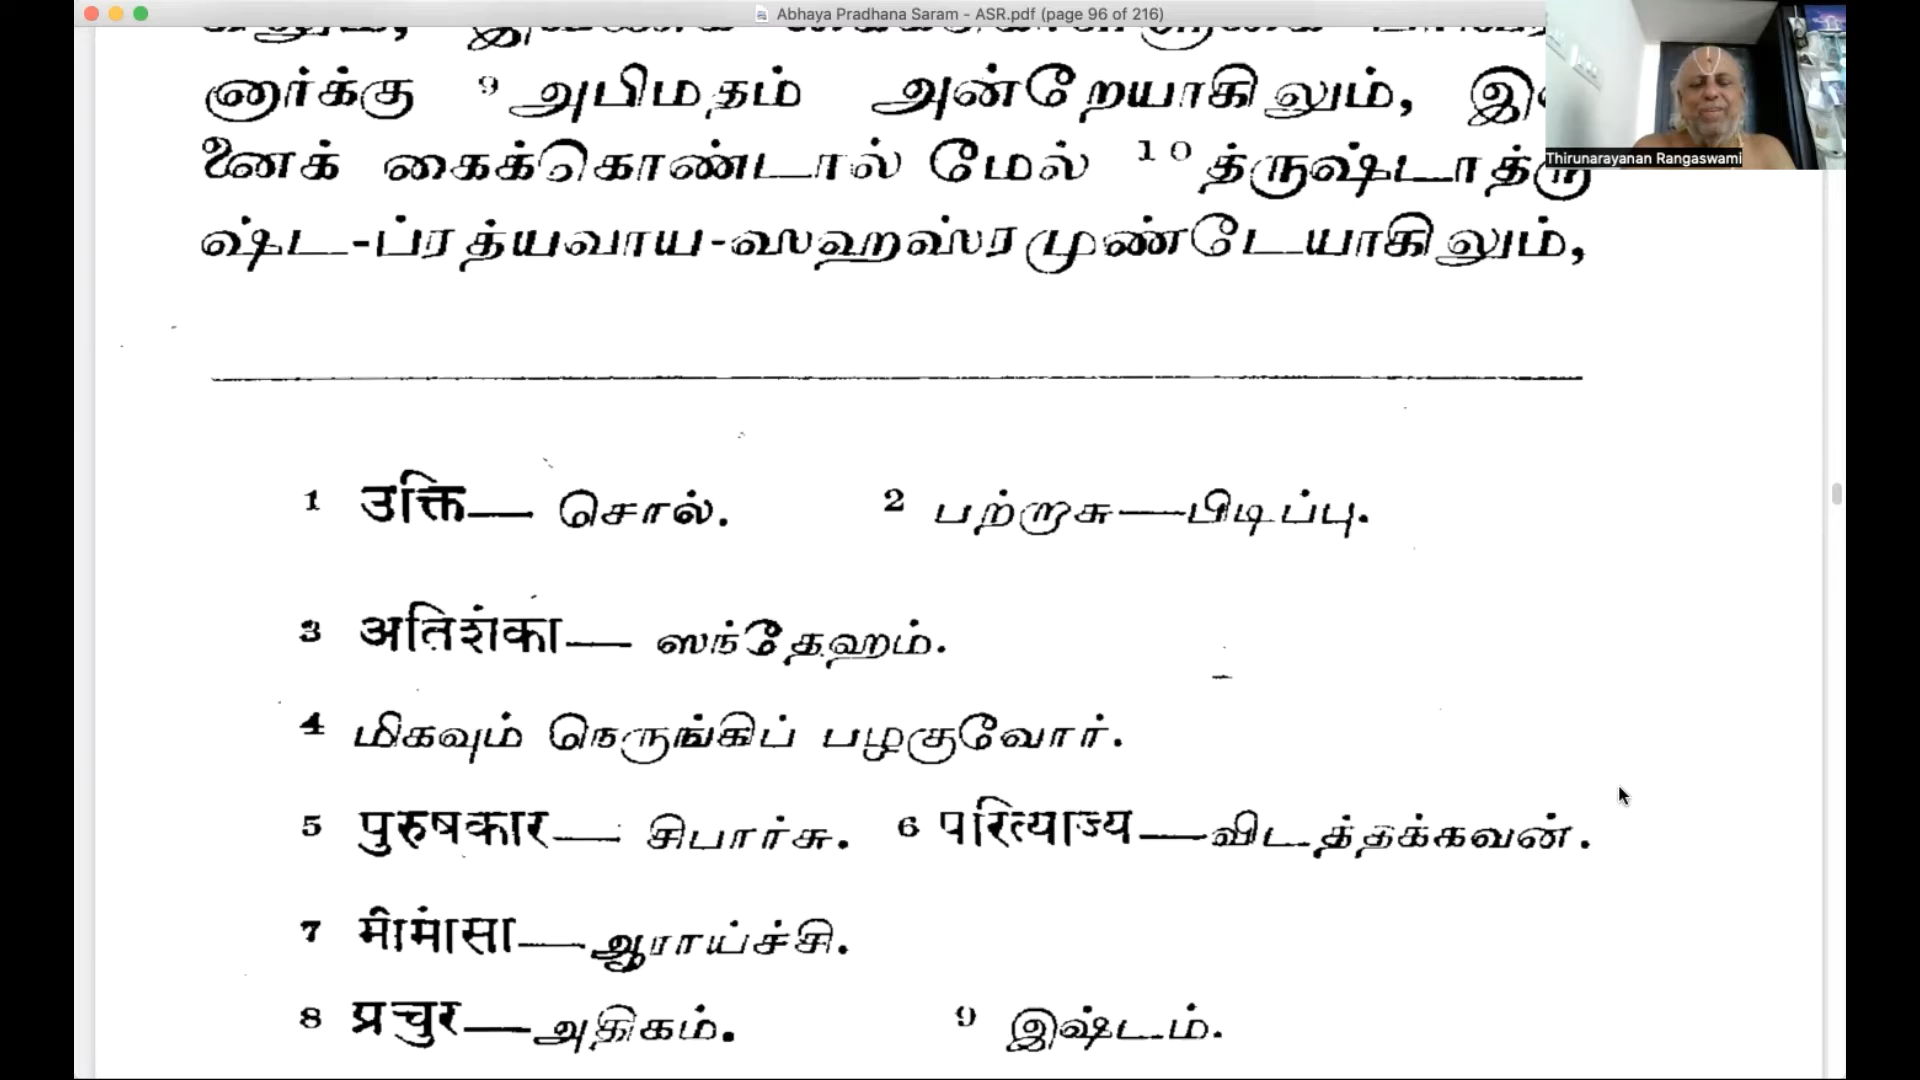 Abhaya Pradhana Saram - ASR.pdf (page 96 of 216)
னார்க்கு 9 அபிமதம் அன்றேயாகிலும்,
னைக் கைக்கொண்டால் மேல் 10 த்ருஷ்டாத்ரு
ஷ்ட-ப்ரத்யவாய-ஸஹஸ்ரமுண்டேயாகிலும்,
Thirunarayanan Rangaswami
1 उक्ति— சொல். 2 பற்றாசு—பிடிப்பு.
3 अतिशंका— ஸந்தேஹம்.
4 மிகவும் நெருங்கிப் பழகுவோர்.
5 पुरुषकार— சிபார்சு. 6 परित्याज्य—விடத்தக்கவன்.
7 मीमांसा—ஆராய்ச்சி.
8 प्रचुर—அதிகம். 9 இஷ்டம்.